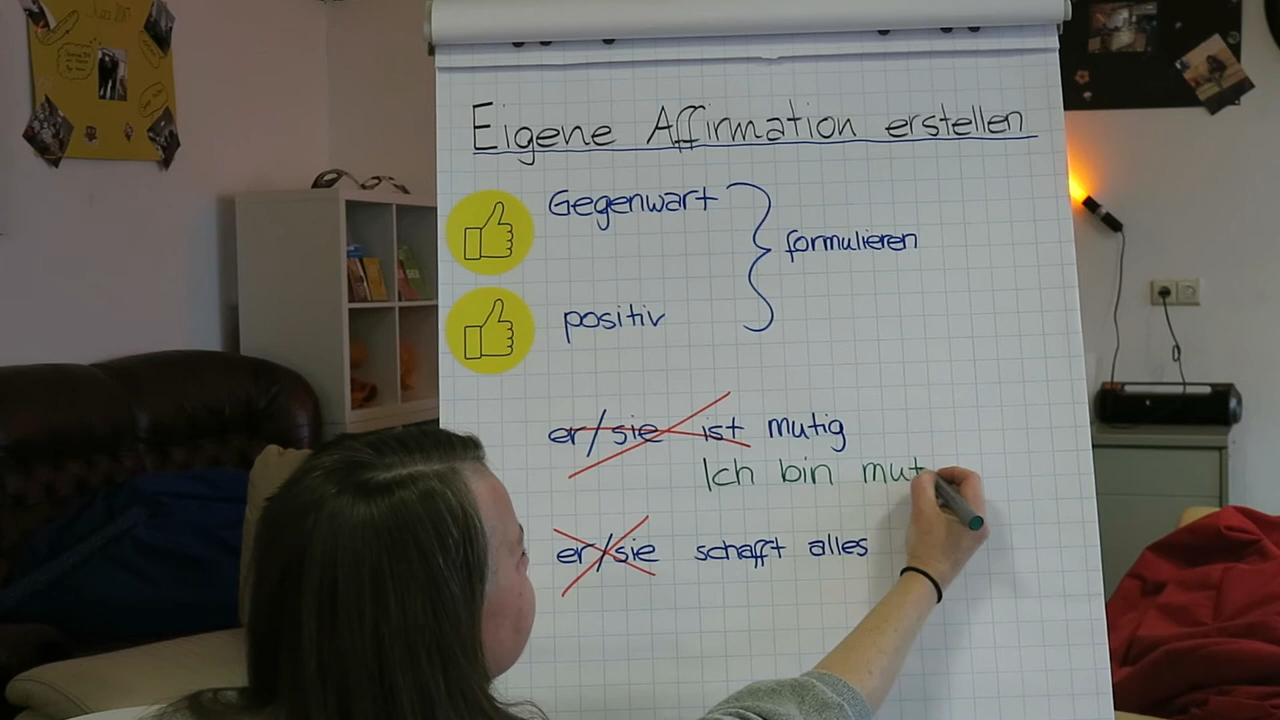 Eigene Affirmation erstellen
Gegenwart
formulieren
positiv
er/sie ist mutig
Ich bin mut
er/sie schafft alles